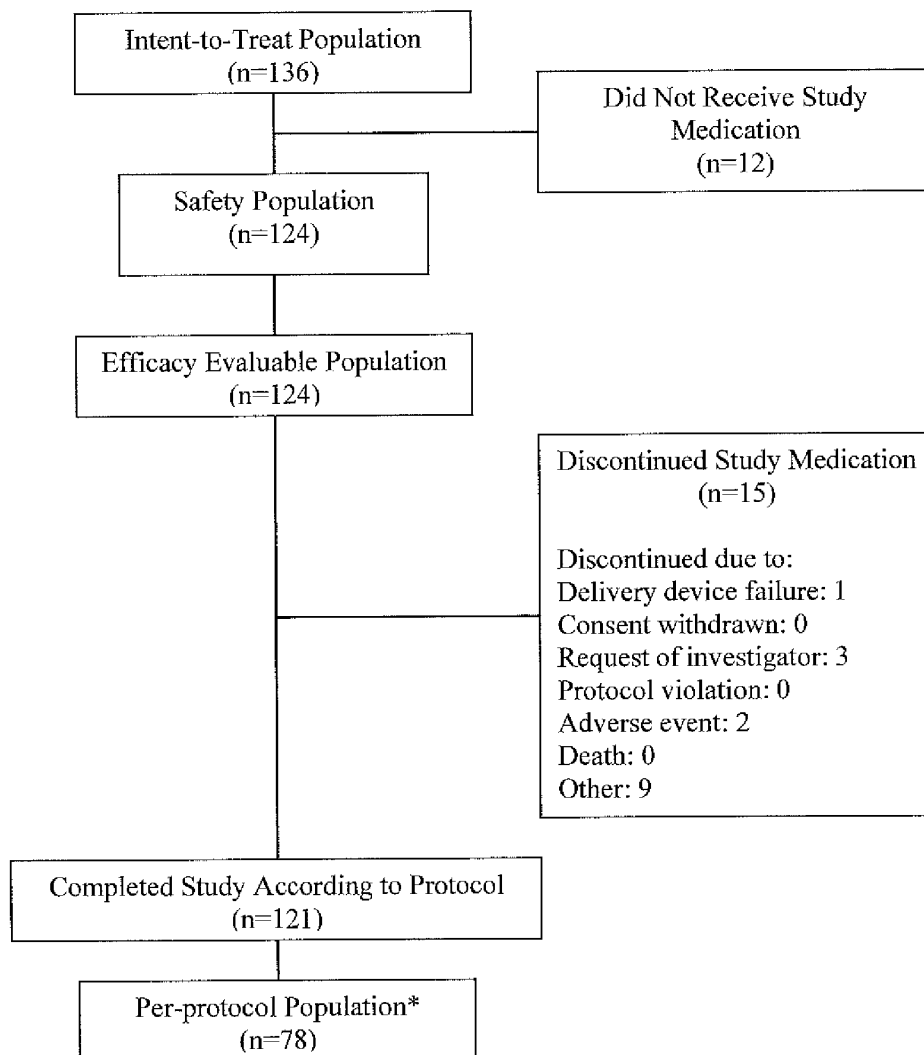 Intent-to-Treat Population
(n=136)
Did Not Receive Study
Medication
(n=12)
Safety Population
(n=124)
Efficacy Evaluable Population
(n=124)
Discontinued Study Medication
(n=15)
Discontinued due to:
Delivery device failure: 1
Consent withdrawn: 0
Request of investigator: 3
Protocol violation: 0
Adverse event: 2
Death: 0
Other: 9
Completed Study According to Protocol
(n=121)
Per-protocol Population*
(n=78)